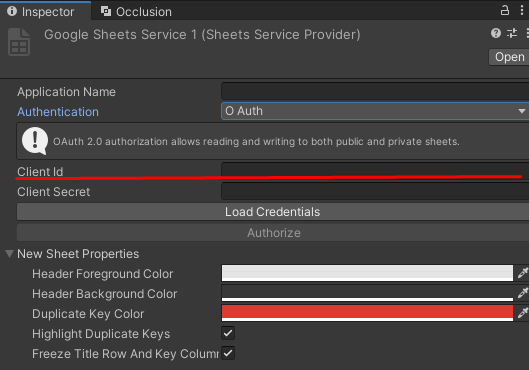 Inspector
Occlusion
Google Sheets Service 1 (Sheets Service Provider)
Open
Application Name
Authentication
O Auth
OAuth 2.0 authorization allows reading and writing to both public and private sheets.
Client Id
Client Secret
Load Credentials
Authorize
New Sheet Properties
Header Foreground Color
Header Background Color
Duplicate Key Color
Highlight Duplicate Keys
Freeze Title Row And Key Column